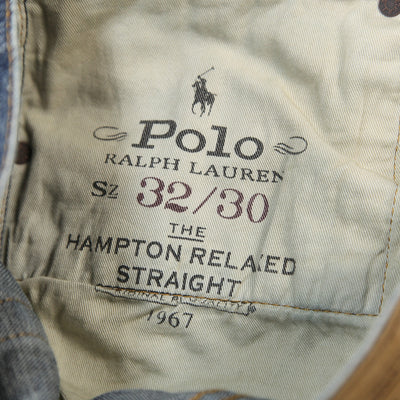 Polo
RALPH LAUREN
Sz 32/30
THE
HAMPTON RELAXED
STRAIGHT
1967